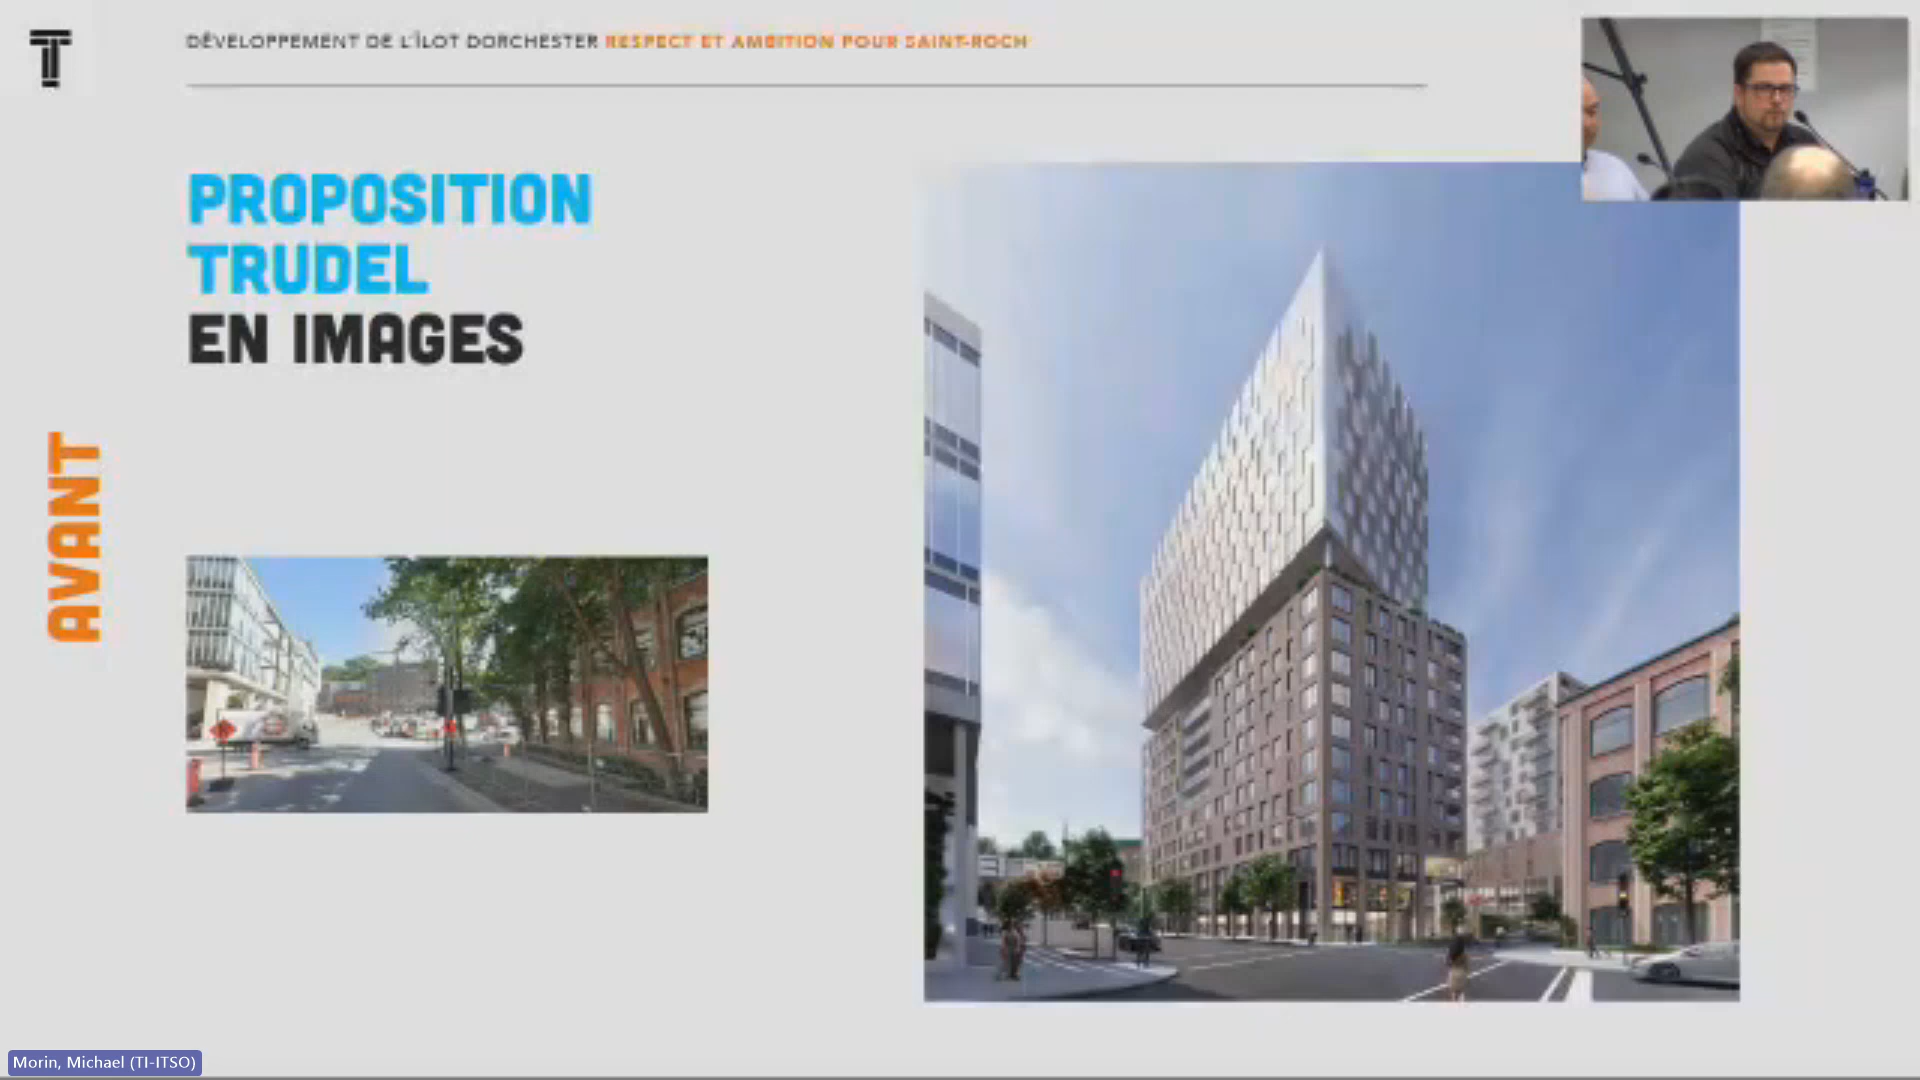 DÉVELOPPEMENT DE L'ÎLOT DORCHESTER RESPECT ET AMBITION POUR SAINT-ROCH
PROPOSITION
TRUDEL
EN IMAGES
AVANT
Morin, Michael (TI-ITSO)